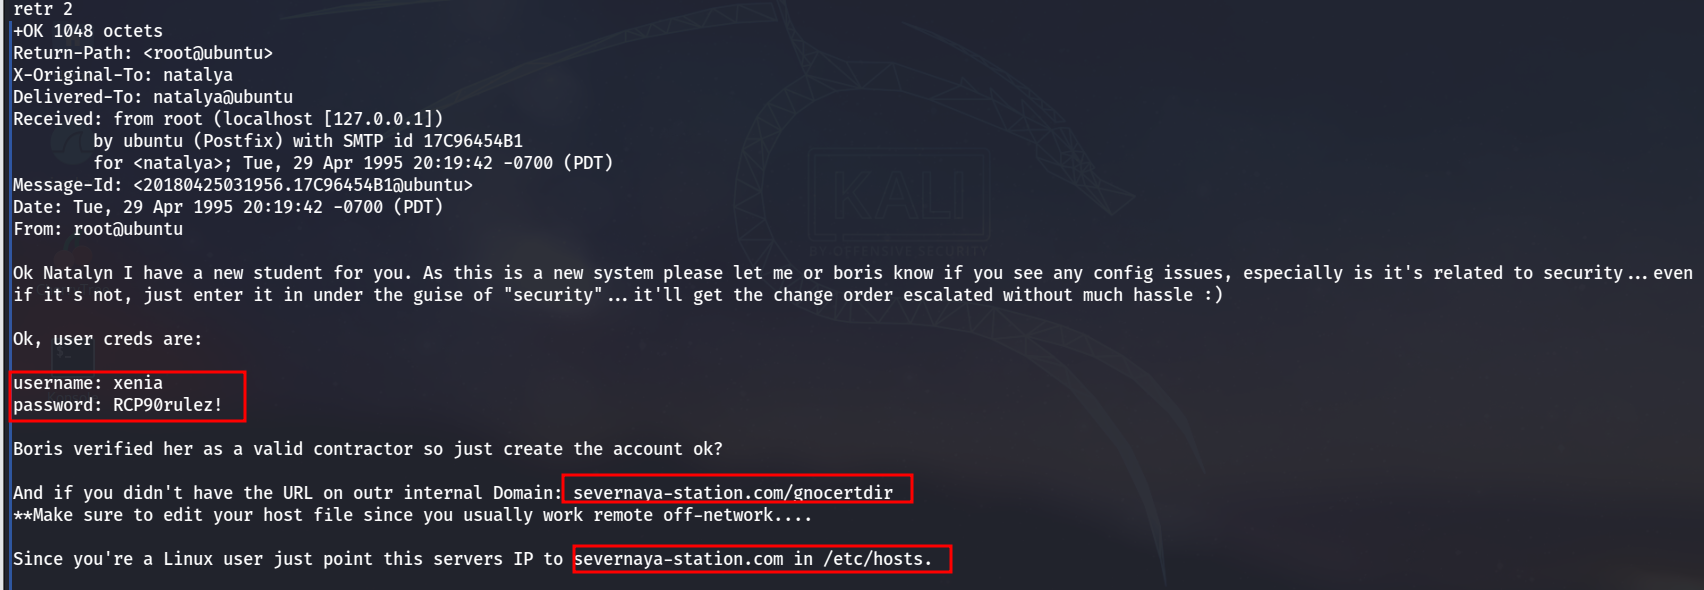 retr 2
+OK 1048 octets
Return-Path: <root@ubuntu>
X-Original-To: natalya
Delivered-To: natalya@ubuntu
Received: from root (localhost [127.0.0.1])
by ubuntu (Postfix) with SMTP id 17C96454B1
for <natalya>; Tue, 29 Apr 1995 20:19:42 -0700 (PDT)
Message-Id: <20180425031956.17C96454B1@ubuntu>
Date: Tue, 29 Apr 1995 20:19:42 -0700 (PDT)
From: root@ubuntu
Ok Natalyn I have a new student for you. As this is a new system please let me or boris know if you see any config issues, especially is it's related to security...even
if it's not, just enter it in under the guise of "security"...it'll get the change order escalated without much hassle :)
Ok, user creds are:
username: xenia
password: RCP90rulez!
Boris verified her as a valid contractor so just create the account ok?
And if you didn't have the URL on outr internal Domain: severnaya-station.com/gnocertdir
**Make sure to edit your host file since you usually work remote off-network....
Since you're a Linux user just point this servers IP to severnaya-station.com in /etc/hosts.
KALI
BY OFFENSIVE SECURITY